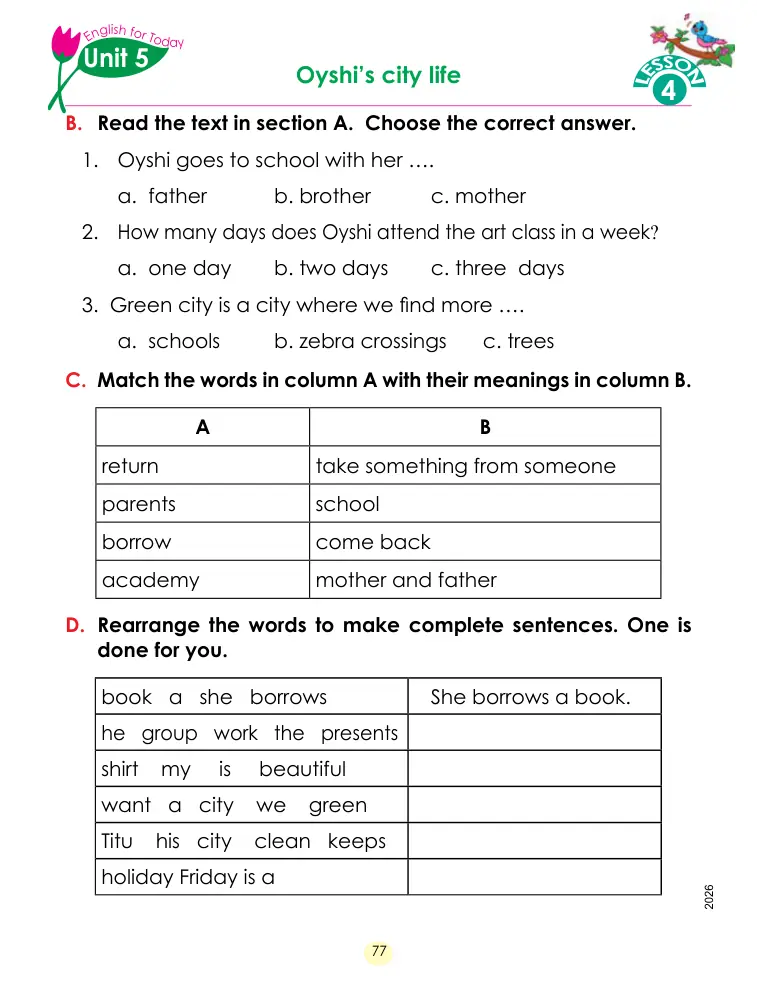 English for Today
Unit 5
Oyshi's city life
LESSON
4
B. Read the text in section A. Choose the correct answer.
1. Oyshi goes to school with her ….
a. father b. brother c. mother
2. How many days does Oyshi attend the art class in a week?
a. one day b. two days c. three days
3. Green city is a city where we find more ….
a. schools b. zebra crossings c. trees
C. Match the words in column A with their meanings in column B.
A B
return take something from someone
parents school
borrow come back
academy mother and father
D. Rearrange the words to make complete sentences. One is
done for you.
book a she borrows She borrows a book.
he group work the presents
shirt my is beautiful
want a city we green
Titu his city clean keeps
holiday Friday is a
2026
77